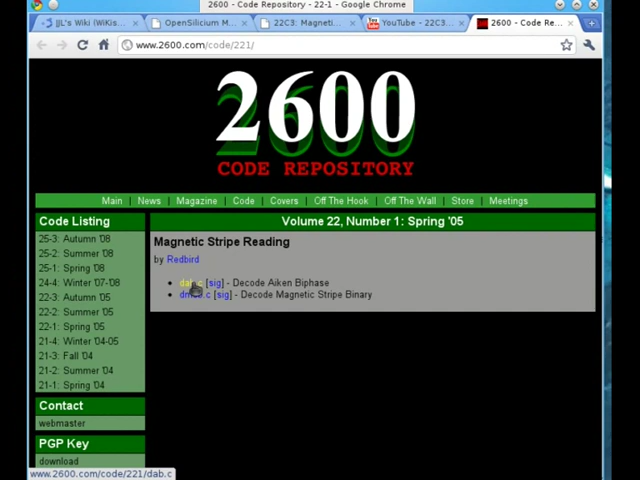 2600 - Code Repository - 22-1 - Google Chrome
JJL's Wiki (WiKiss
OpenSilicium M...
22C3: Magneti...
YouTube - 22C3...
2600 - Code Re...
www.2600.com/code/221/
2600
CODE REPOSITORY
Main | News | Magazine | Code | Covers | Off The Hook | Off The Wall | Store | Meetings
Code Listing
25-3: Autumn '08
25-2: Summer '08
25-1: Spring '08
24-4: Winter '07-'08
22-3: Autumn '05
22-2: Summer '05
22-1: Spring '05
21-4: Winter '04-05
21-3: Fall '04
21-2: Summer '04
21-1: Spring '04
Contact
webmaster
PGP Key
download
Volume 22, Number 1: Spring '05
Magnetic Stripe Reading
by Redbird
dab.c [sig] - Decode Aiken Biphase
dmsb.c [sig] - Decode Magnetic Stripe Binary
www.2600.com/code/221/dab.c